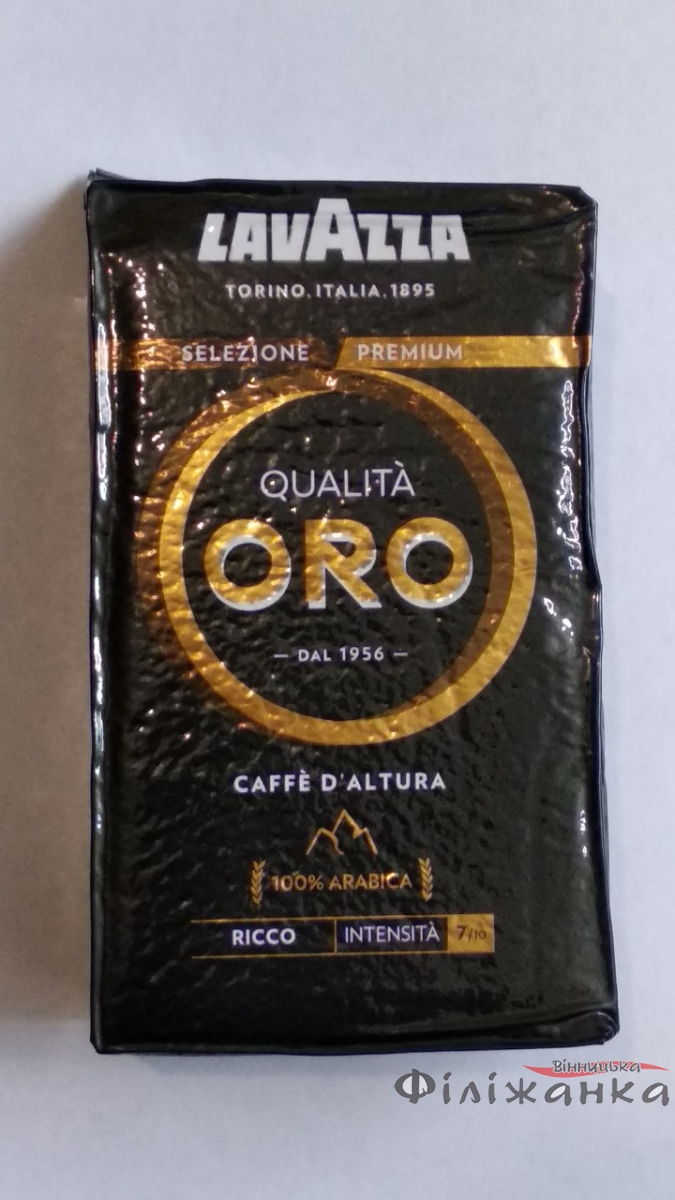 LAVAZZA
TORINO, ITALIA, 1895
SELEZIONE PREMIUM
QUALITÀ
ORO
— DAL 1956 —
CAFFÈ D'ALTURA
100% ARABICA
RICCO INTENSITÀ 7/10
Вінницька
Філіжанка